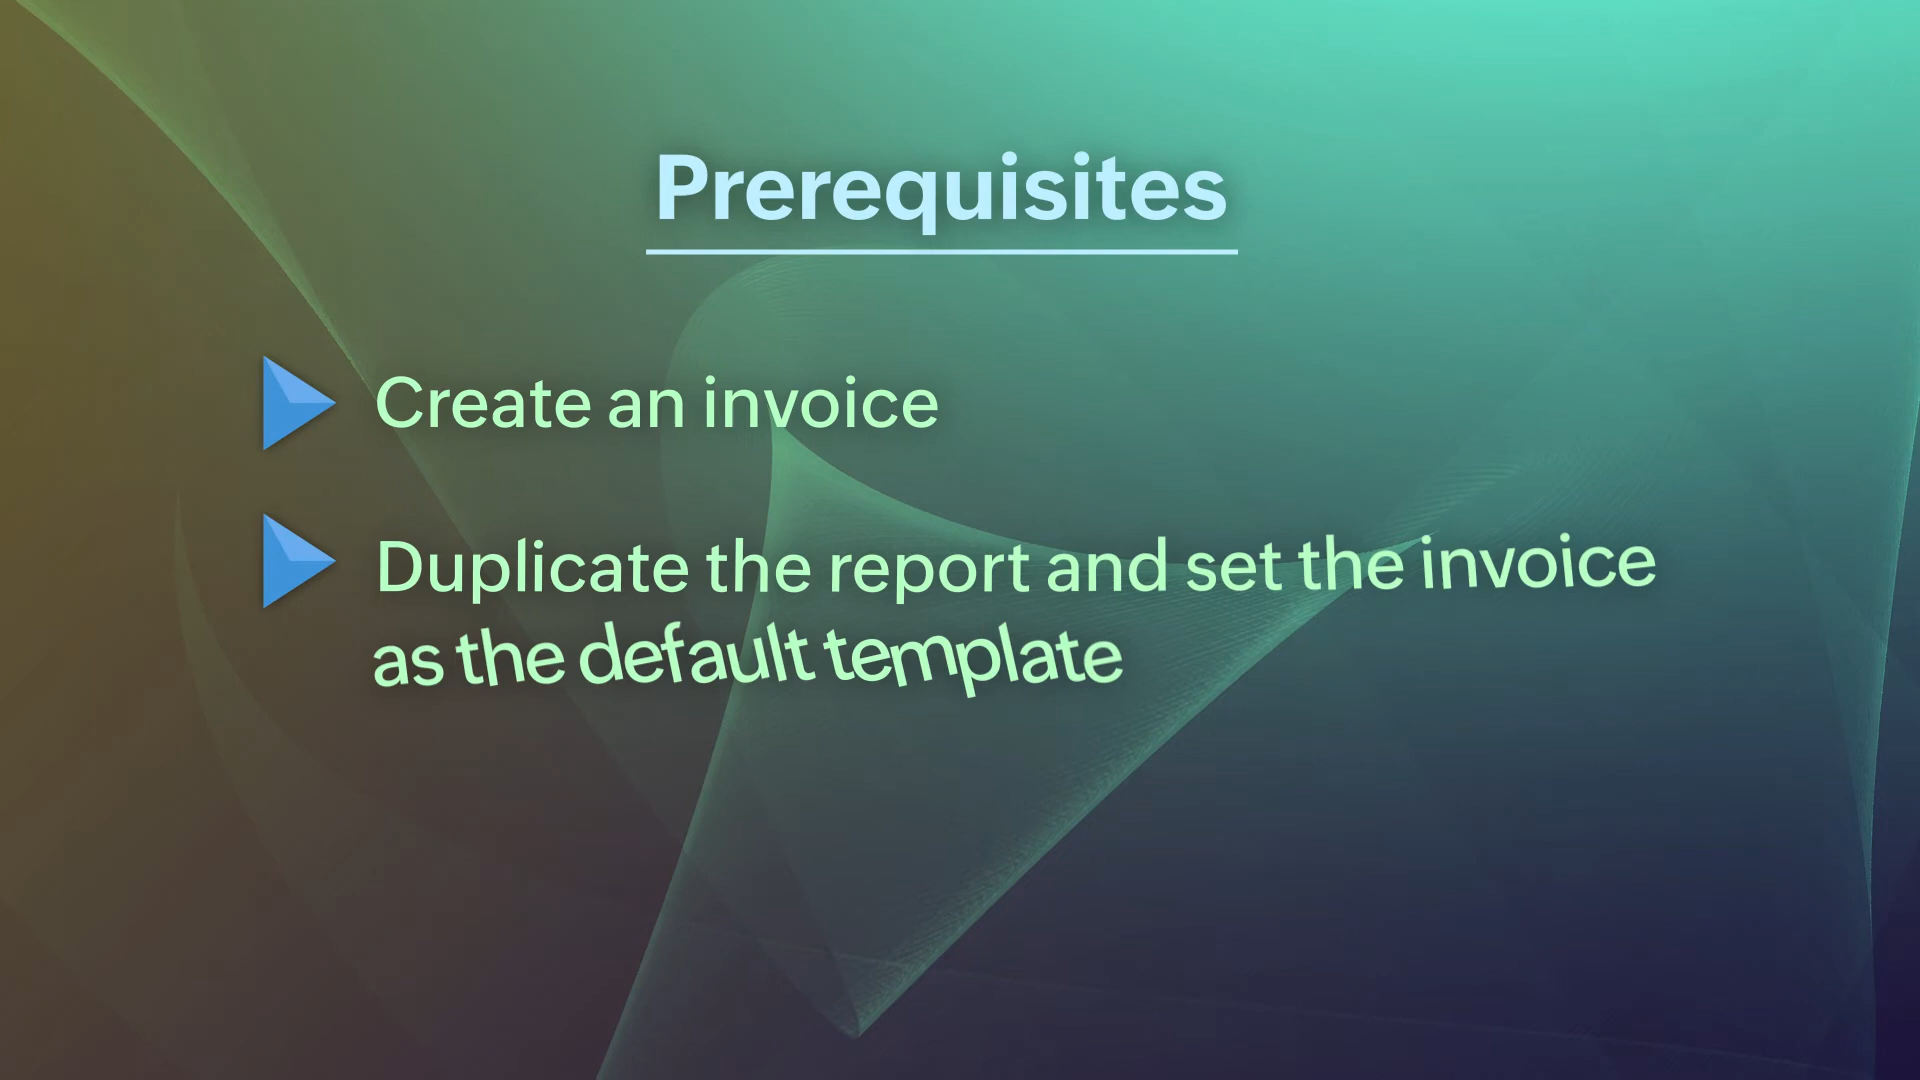 Prerequisites
Create an invoice
Duplicate the report and set the invoice
as the default template